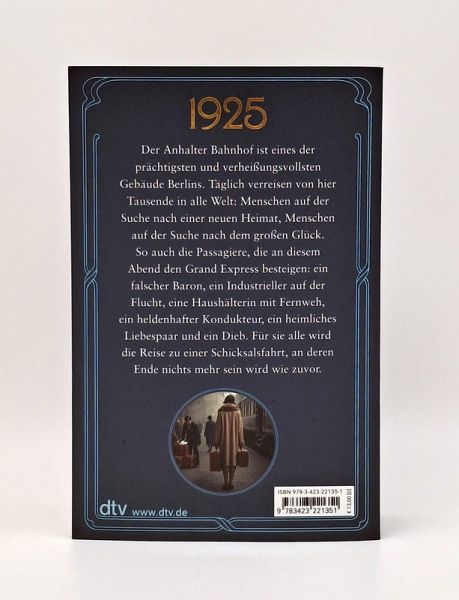 1925
Der Anhalter Bahnhof ist eines der
prächtigsten und verheißungsvollsten
Gebäude Berlins. Täglich verreisen von hier
Tausende in alle Welt: Menschen auf der
Suche nach einer neuen Heimat, Menschen
auf der Suche nach dem großen Glück.
So auch die Passagiere, die an diesem
Abend den Grand Express besteigen: ein
falscher Baron, ein Industrieller auf der
Flucht, eine Haushälterin mit Fernweh,
ein heldenhafter Kondukteur, ein heimliches
Liebespaar und ein Dieb. Für sie alle wird
die Reise zu einer Schicksalsfahrt, an deren
Ende nichts mehr sein wird wie zuvor.
ISBN 978-3-423-22135-1
9 783423 221351
€ 13,00 [D]
dtv www.dtv.de